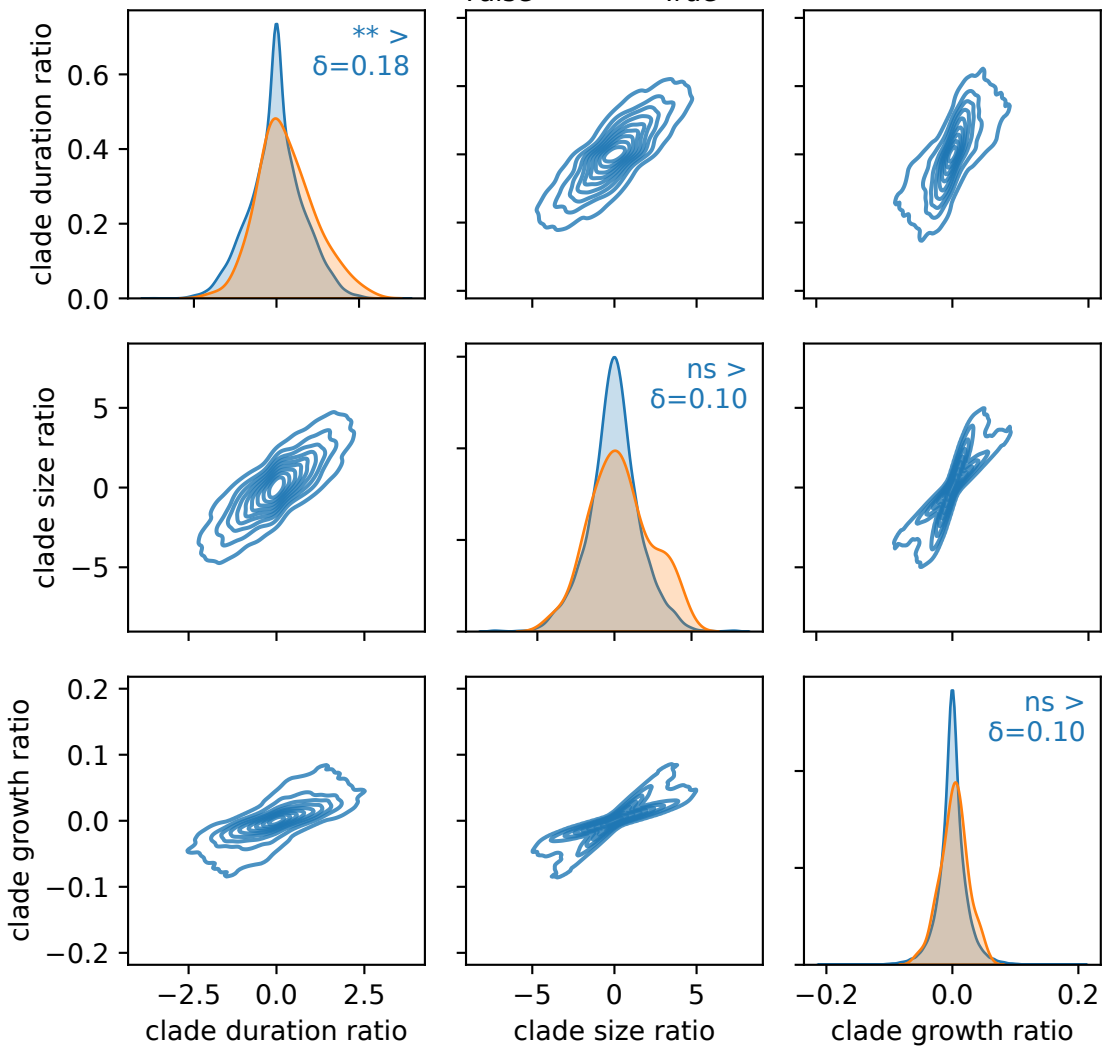 clade duration ratio
0.6
0.4
0.2
0.0
** >
δ=0.18
clade size ratio
5
0
−5
ns >
δ=0.10
clade growth ratio
0.2
0.1
0.0
−0.1
−0.2
ns >
δ=0.10
−2.5 0.0 2.5
−5 0 5
−0.2 0.0 0.2
clade duration ratio
clade size ratio
clade growth ratio